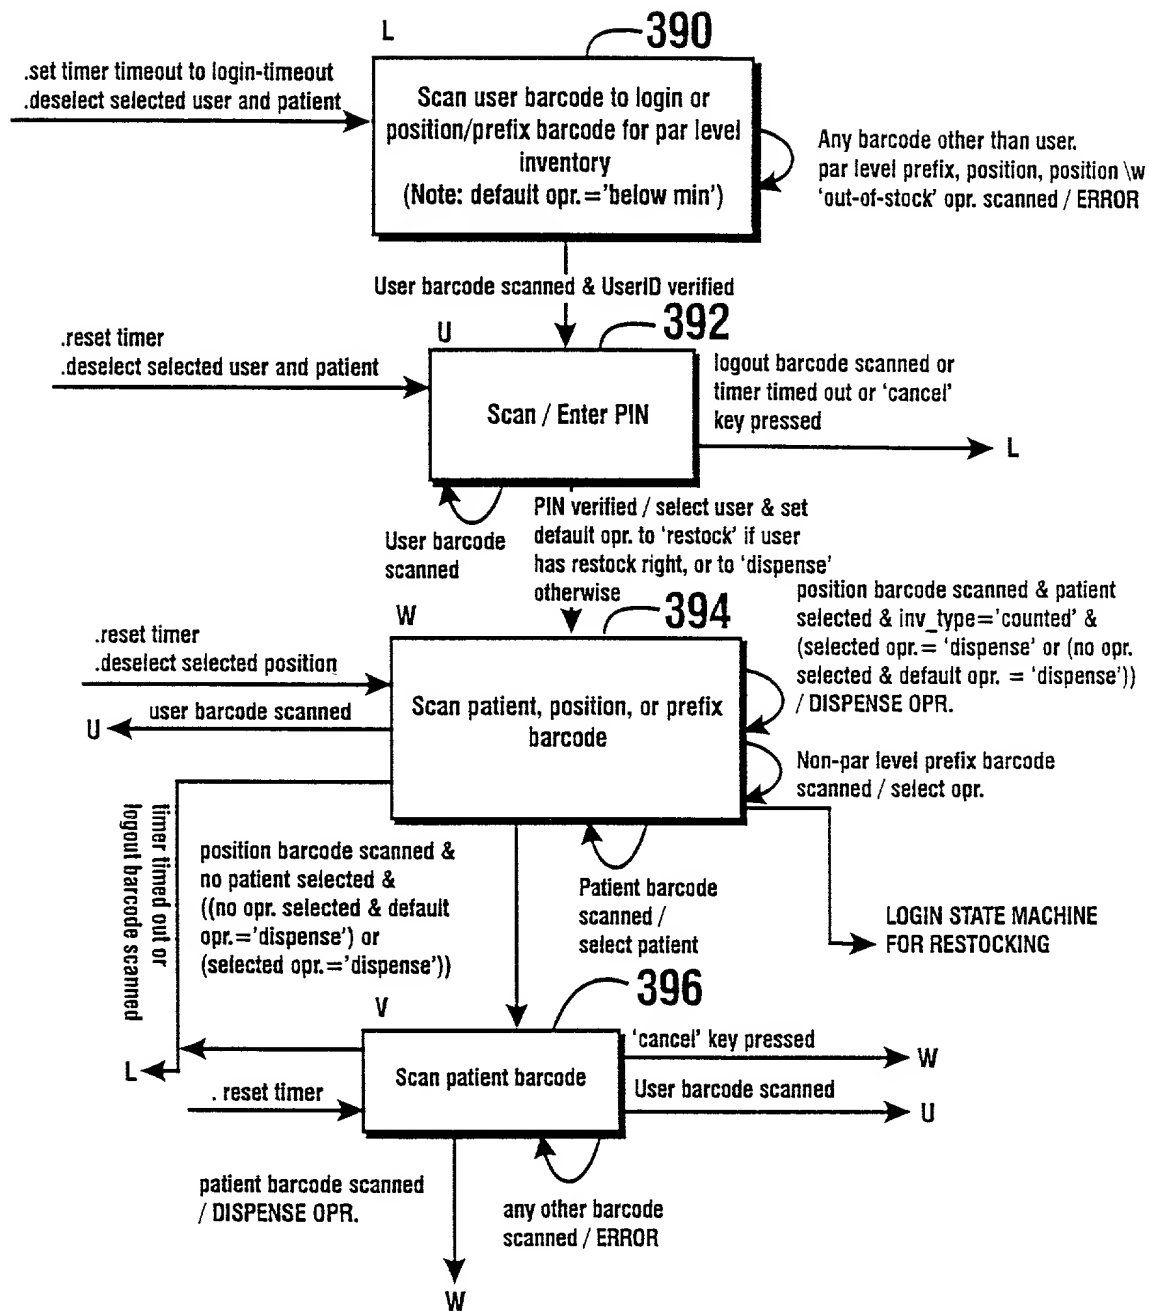 L
390
.set timer timeout to login-timeout
.deselect selected user and patient
Scan user barcode to login or
position/prefix barcode for par level
inventory
(Note: default opr.='below min')
Any barcode other than user.
par level prefix, position, position \w
'out-of-stock' opr. scanned / ERROR
User barcode scanned & UserID verified
U
392
.reset timer
.deselect selected user and patient
Scan / Enter PIN
logout barcode scanned or
timer timed out or 'cancel'
key pressed
L
User barcode
scanned
PIN verified / select user & set
default opr. to 'restock' if user
has restock right, or to 'dispense'
otherwise
W
394
.reset timer
.deselect selected position
user barcode scanned
U
Scan patient, position, or prefix
barcode
position barcode scanned & patient
selected & inv_type='counted' &
(selected opr.= 'dispense' or (no opr.
selected & default opr. = 'dispense'))
/ DISPENSE OPR.
Non-par level prefix barcode
scanned / select opr.
timer timed out or
logout barcode scanned
position barcode scanned &
no patient selected &
((no opr. selected & default
opr.='dispense') or
(selected opr.='dispense'))
Patient barcode
scanned /
select patient
LOGIN STATE MACHINE
FOR RESTOCKING
V
396
L
. reset timer
Scan patient barcode
'cancel' key pressed
W
User barcode scanned
U
patient barcode scanned
/ DISPENSE OPR.
any other barcode
scanned / ERROR
W